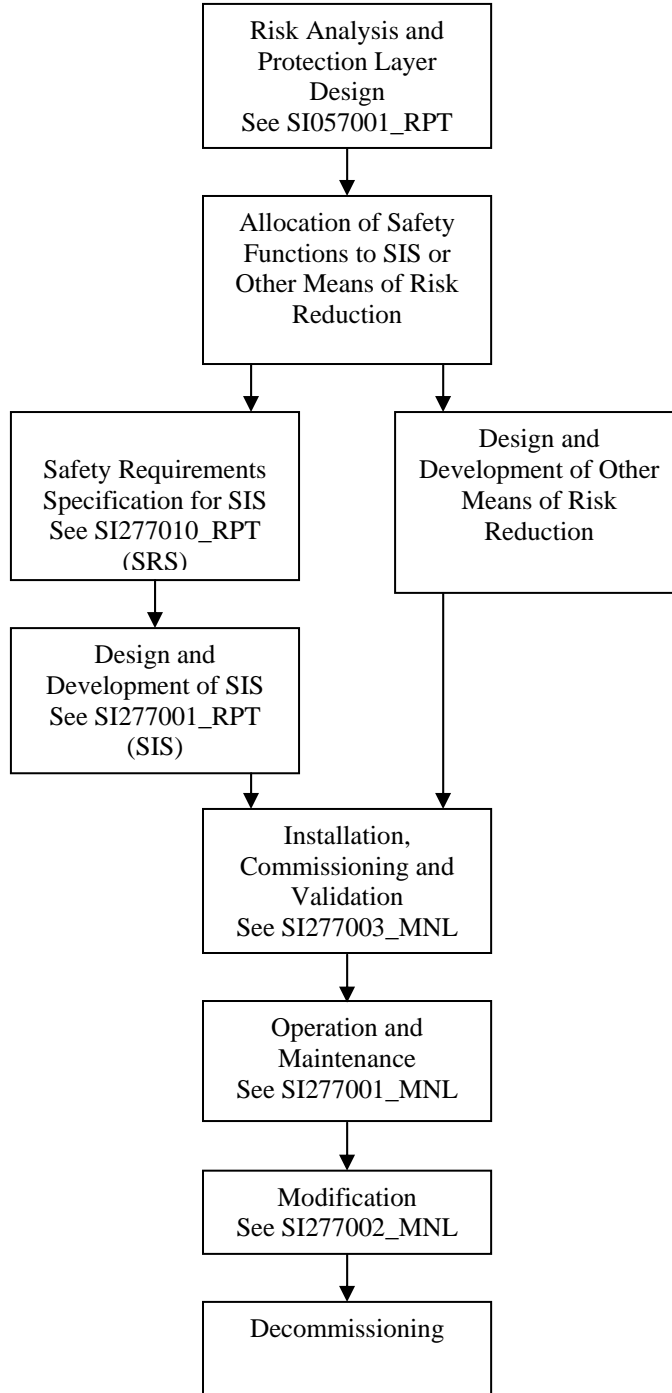 Risk Analysis and
Protection Layer
Design
See SI057001_RPT
Allocation of Safety
Functions to SIS or
Other Means of Risk
Reduction
Safety Requirements
Specification for SIS
See SI277010_RPT
(SRS)
Design and
Development of Other
Means of Risk
Reduction
Design and
Development of SIS
See SI277001_RPT
(SIS)
Installation,
Commissioning and
Validation
See SI277003_MNL
Operation and
Maintenance
See SI277001_MNL
Modification
See SI277002_MNL
Decommissioning